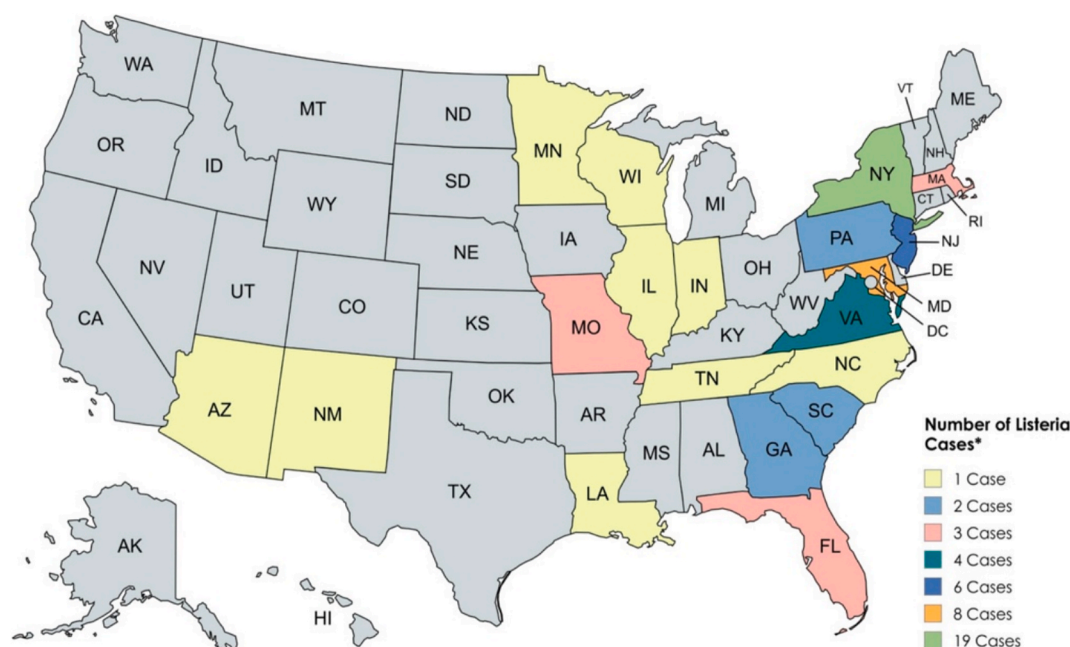 WA
MT
ND
MN
VT
ME
OR
ID
SD
WI
NH
NY
MA
WY
MI
CT
RI
IA
NE
PA
NJ
NV
UT
OH
DE
IL
IN
CO
WV
MD
CA
KS
MO
VA
DC
KY
NC
TN
OK
AZ
NM
AR
SC
MS
AL
GA
TX
LA
FL
AK
HI
Number of Listeria
Cases*
1 Case
2 Cases
3 Cases
4 Cases
6 Cases
8 Cases
19 Cases